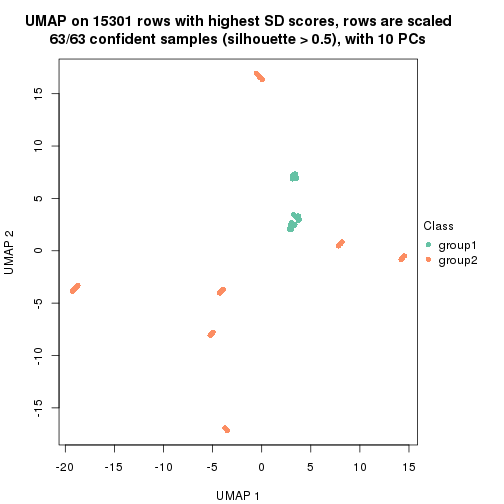 UMAP on 15301 rows with highest SD scores, rows are scaled
63/63 confident samples (silhouette > 0.5), with 10 PCs
15
10
5
0
-5
-10
-15
UMAP 2
-20
-15
-10
-5
0
5
10
15
UMAP 1
Class
group1
group2